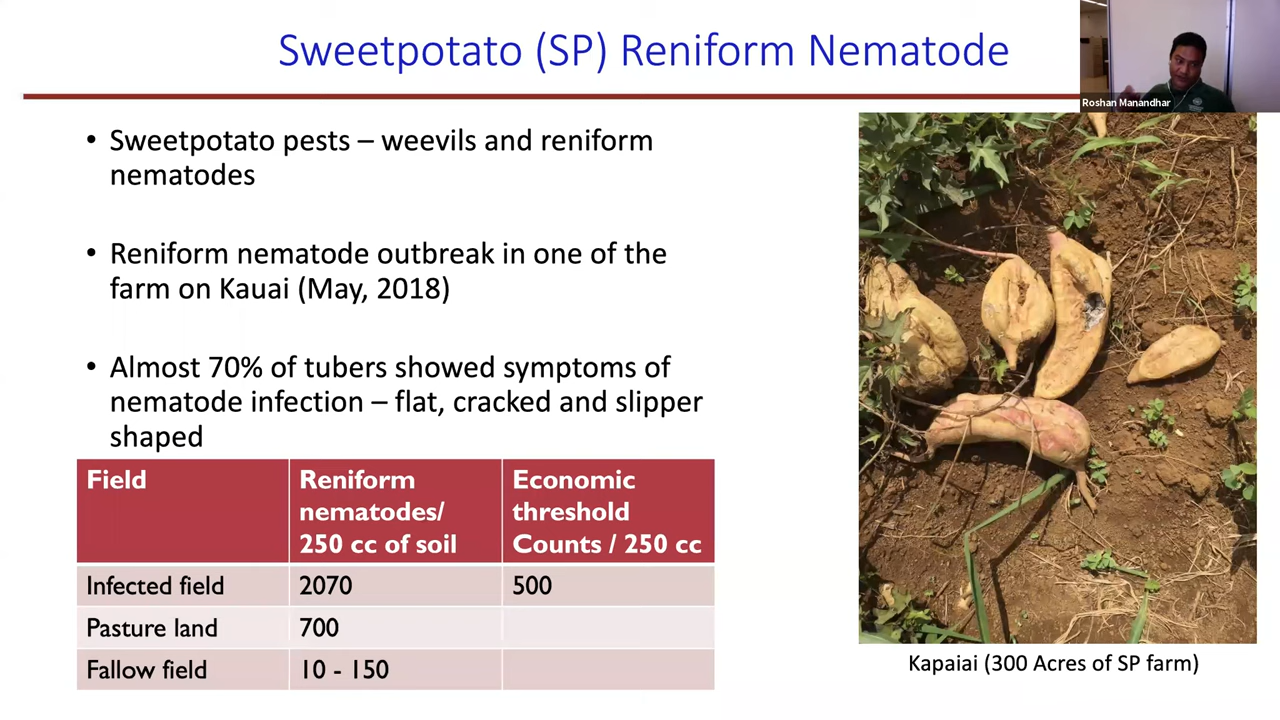 Sweetpotato (SP) Reniform Nematode
Roshan Manandhar
• Sweetpotato pests – weevils and reniform
nematodes
• Reniform nematode outbreak in one of the
farm on Kauai (May, 2018)
• Almost 70% of tubers showed symptoms of
nematode infection – flat, cracked and slipper
shaped
Field
Reniform
nematodes/
250 cc of soil
Economic
threshold
Counts / 250 cc
Infected field 2070 500
Pasture land 700
Fallow field 10 - 150
Kapaiai (300 Acres of SP farm)